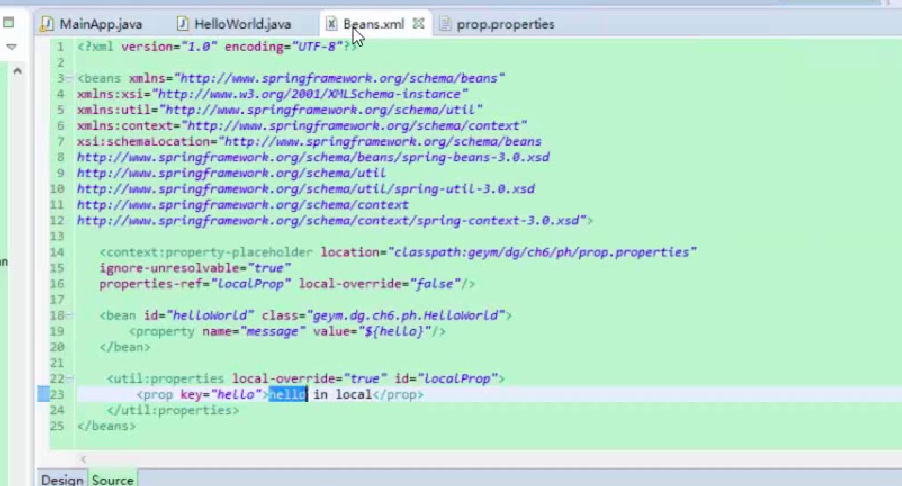 MainApp.java HelloWorld.java Beans.xml prop.properties
1 <?xml version="1.0" encoding="UTF-8"?>
2
3 <beans xmlns="http://www.springframework.org/schema/beans"
4 xmlns:xsi="http://www.w3.org/2001/XMLSchema-instance"
5 xmlns:util="http://www.springframework.org/schema/util"
6 xmlns:context="http://www.springframework.org/schema/context"
7 xsi:schemaLocation="http://www.springframework.org/schema/beans
8 http://www.springframework.org/schema/beans/spring-beans-3.0.xsd
9 http://www.springframework.org/schema/util
10 http://www.springframework.org/schema/util/spring-util-3.0.xsd
11 http://www.springframework.org/schema/context
12 http://www.springframework.org/schema/context/spring-context-3.0.xsd">
13
14 <context:property-placeholder location="classpath:geym/dg/ch6/ph/prop.properties"
15 ignore-unresolvable="true"
16 properties-ref="localProp" local-override="false"/>
17
18 <bean id="helloWorld" class="geym.dg.ch6.ph.HelloWorld">
19 <property name="message" value="${hello}"/>
20 </bean>
21
22 <util:properties local-override="true" id="localProp">
23 <prop key="hello">hello in local</prop>
24 </util:properties>
25 </beans>
Design Source